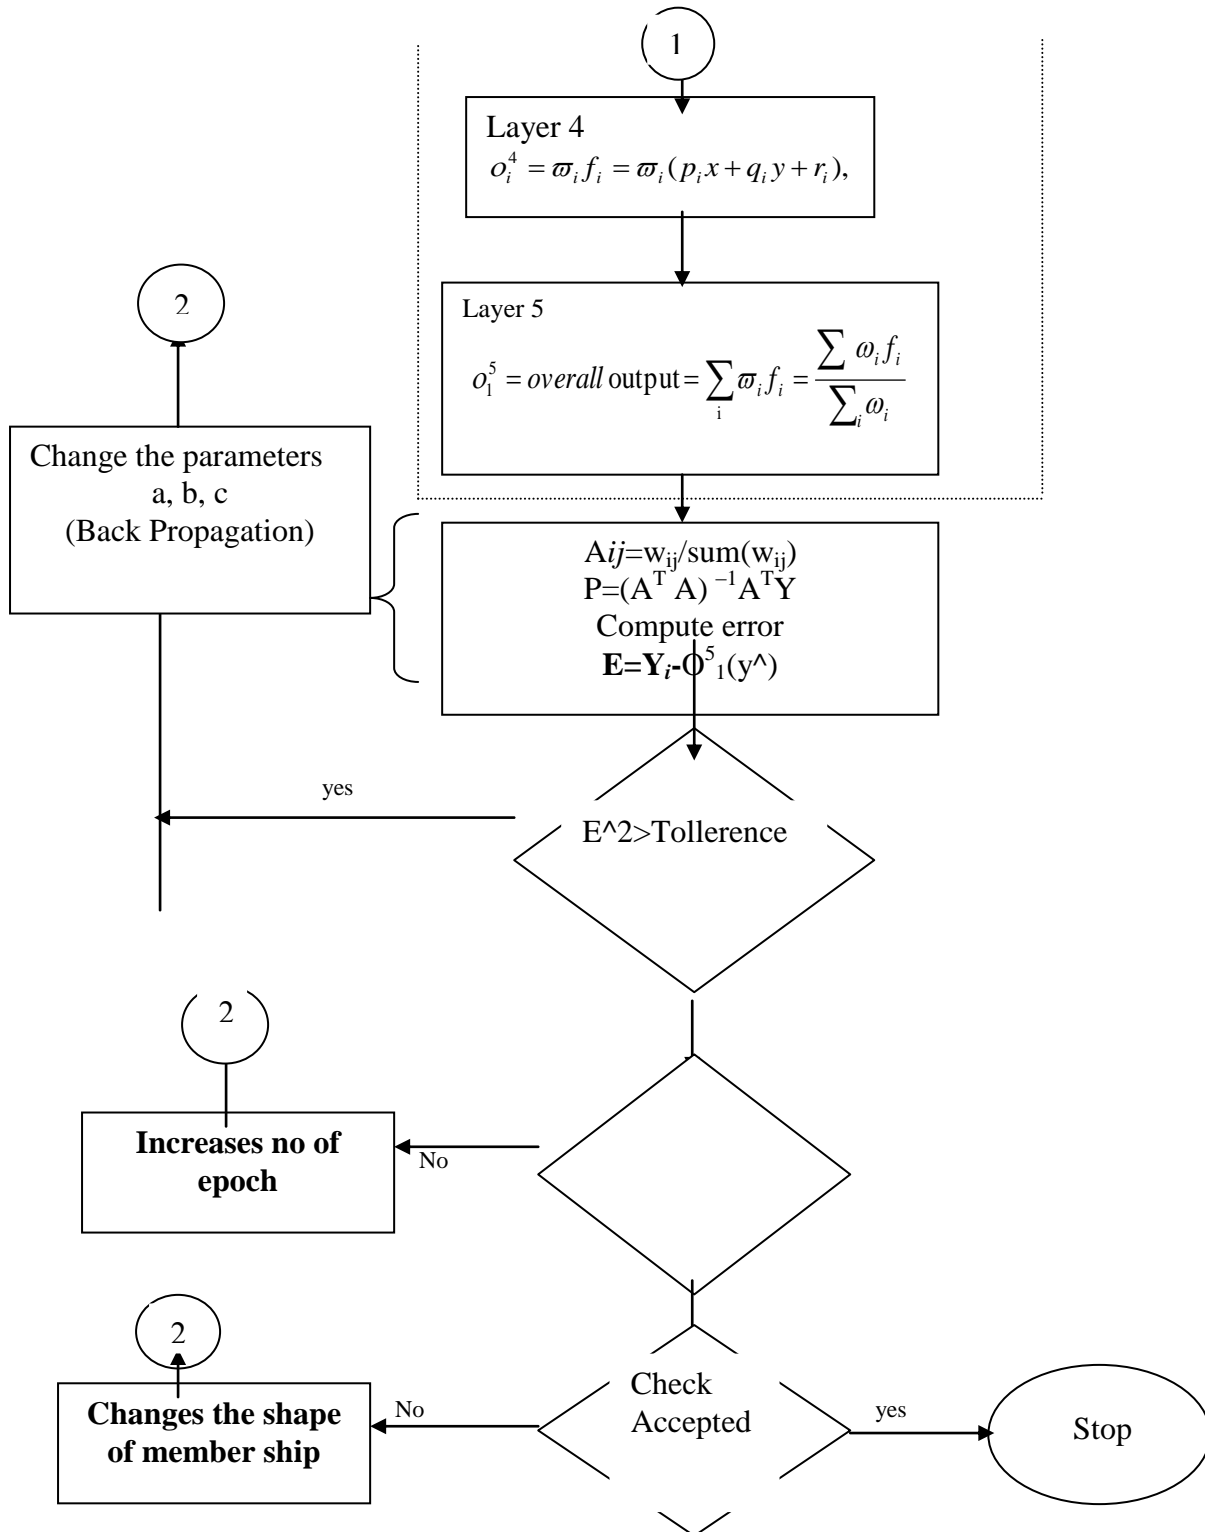 1
Layer 4
o_i^4 = ϖ_i f_i = ϖ_i (p_i x + q_i y + r_i),
2
Layer 5
o_1^5 = overall output = ∑_i ϖ_i f_i = ∑ ω_i f_i / ∑_i ω_i
Change the parameters
a, b, c
(Back Propagation)
Aij=w_ij/sum(w_ij)
P=(A^T A)^–1 A^T Y
Compute error
E=Y_i-O^5_1(y^)
yes
E^2>Tollerence
2
Increases no of
epoch
No
2
Changes the shape
of member ship
No
Check
Accepted
yes
Stop